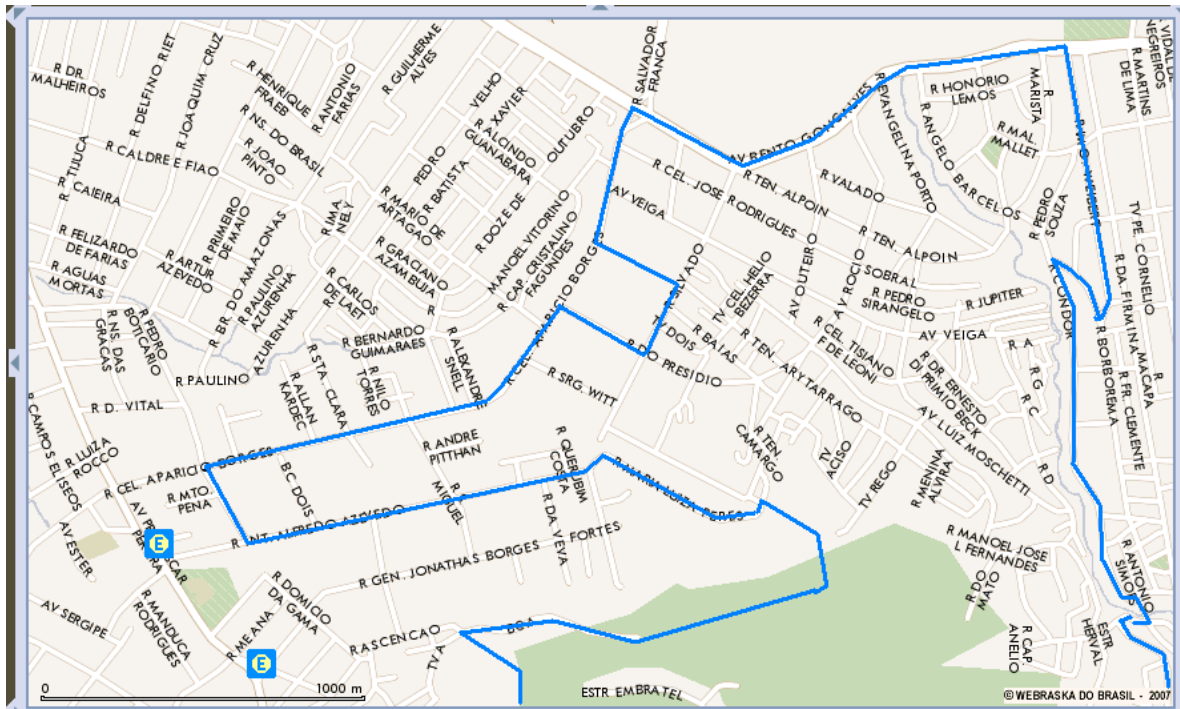 R DR.
MALHEIROS
R DELFINO RIET
R JOAQUIM CRUZ
R HENRIQUE
FRAEB
R ANTONIO
FARIAS
R GUILHERME
ALVES
R SALVADOR
FRANCA
VIDAL DE
NEGREIROS
R MARTINS
DE LIMA
R
MARISTA
R HONORIO
LEMOS
R MAL
MALLET
R ANGELO BARCELOS
R EVANGELINA PORTO
AV BENTO GONCALVES
R TIJUCA
R CALDRE E FIAO
R NS. DO BRASIL
R JOAO
PINTO
VELHO
XAVIER
R ALCINDO
GUANABARA
PEDRO
R BATISTA
R DOZE DE
OUTUBRO
R CAIEIRA
R MARIO DE
ARTAGAO
R IMA.
NELY
R CEL. JOSE RODRIGUES
R TEN. ALPOIN
R VALADO
AV VEIGA
R PEDRO
SOUZA
TV PE. CORNELIO
R FELIZARDO
DE FARIAS
R ARTUR
AZEVEDO
R PRIMEIRO
DE MAIO
R BR. DO AMAZONAS
R GRACIANO
AZAMBUJA
MANOEL VITORINO
R CAP. CRISTALINO
FAGUNDES
R TEN. ALPOIN
SOBRAL
R AGUAS
MORTAS
R NS. DAS
GRACAS
R PEDRO
BOTICARIO
R PAULINO
AZURENHA
AZURENHA
R CARLOS
DE LAET
R
R SILVADO
TV CEL. HELIO
BEZERRA
AV OUTEIRO
AV ROCIO
R PEDRO
SIRANGELO
R JUPITER
R CONDOR
R DA. FIRMINA
MACAPA
R BERNARDO
GUIMARAES
R ALEXANDRE
SNELL
R CEL. APARICIO BORGES
TV DOIS
R BAIAS
R CEL. TISIANO
F DE LEONI
AV VEIGA
R A
R G
R C
R BORBOREMA
R
R PAULINO
R STA. CLARA
R ALLAN
KARDEC
R NILO
TORRES
R SRG. WITT
R DO PRESIDIO
R TEN. ARY TARRAGO
R DR. ERNESTO
DI PRIMIO BECK
R FR. CLEMENTE
R D. VITAL
R CAMPOS ELISEOS
R LUIZA
ROCCO
R CEL. APARICIO BORGES
R MTO.
PENA
BC DOIS
R ANDRE
PITTHAN
MIGUEL
R QUERUBIM
COSTA
R TEN.
CAMARGO
TV
ACISO
TV REGO
AV LUIZ MOSCHETTI
R MENINA
ALVIRA
R D
R MARIA LUIZA PERES
R INT. ALFREDO AZEVEDO
R DA VEVA
R GEN. JONATHAS BORGES
FORTES
AV ESTER
E
R MANOEL JOSE
L FERNANDES
R ANTONIO
SIMOES
R DO
MATO
AV SERGIPE
R MANDUCA
RODRIGUES
R MEANA
R DOMICIO
DA GAMA
E
R ASCENCAO
TV A
BOA
R CAP.
ANELIO
ESTR
HERVAL
ESTR EMBRATEL
0
1000 m
© WEBRASKA DO BRASIL - 2007